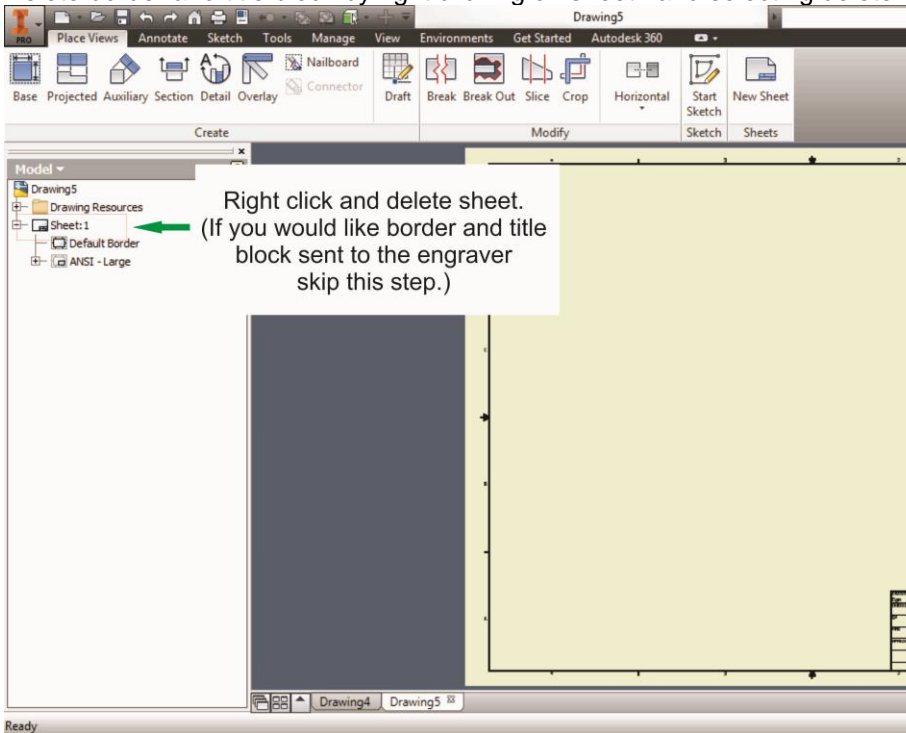 Drawing5
PRO
Place Views Annotate Sketch Tools Manage View Environments Get Started Autodesk 360
Nailboard
Connector
Base Projected Auxiliary Section Detail Overlay Draft Break Break Out Slice Crop Horizontal Start Sketch New Sheet
Create Modify Sketch Sheets
Model
Drawing5
Drawing Resources
Sheet:1
Default Border
ANSI - Large
Right click and delete sheet.
(If you would like border and title
block sent to the engraver
skip this step.)
Drawing4 Drawing5
Ready